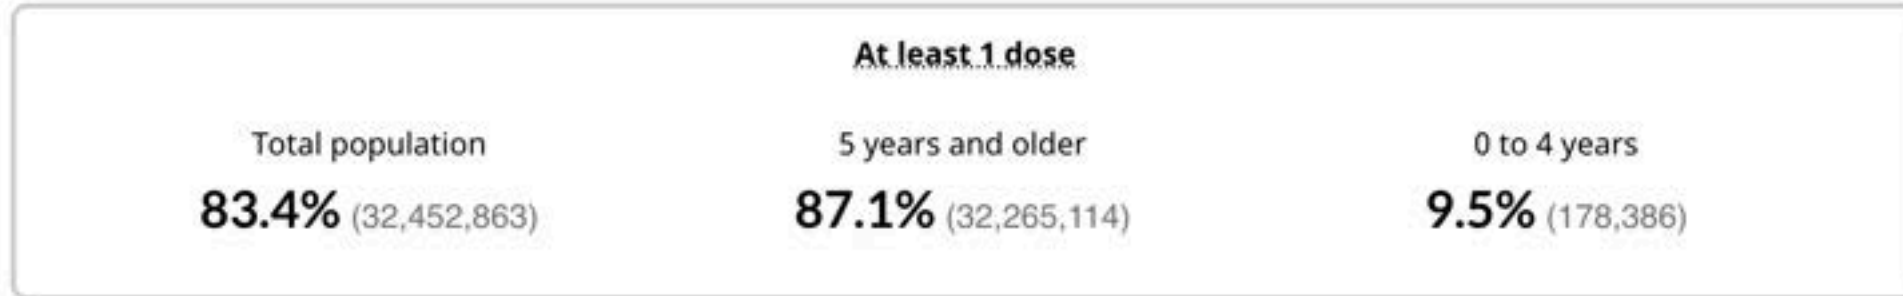 At least 1 dose
Total population
5 years and older
0 to 4 years
83.4% (32,452,863)
87.1% (32,265,114)
9.5% (178,386)